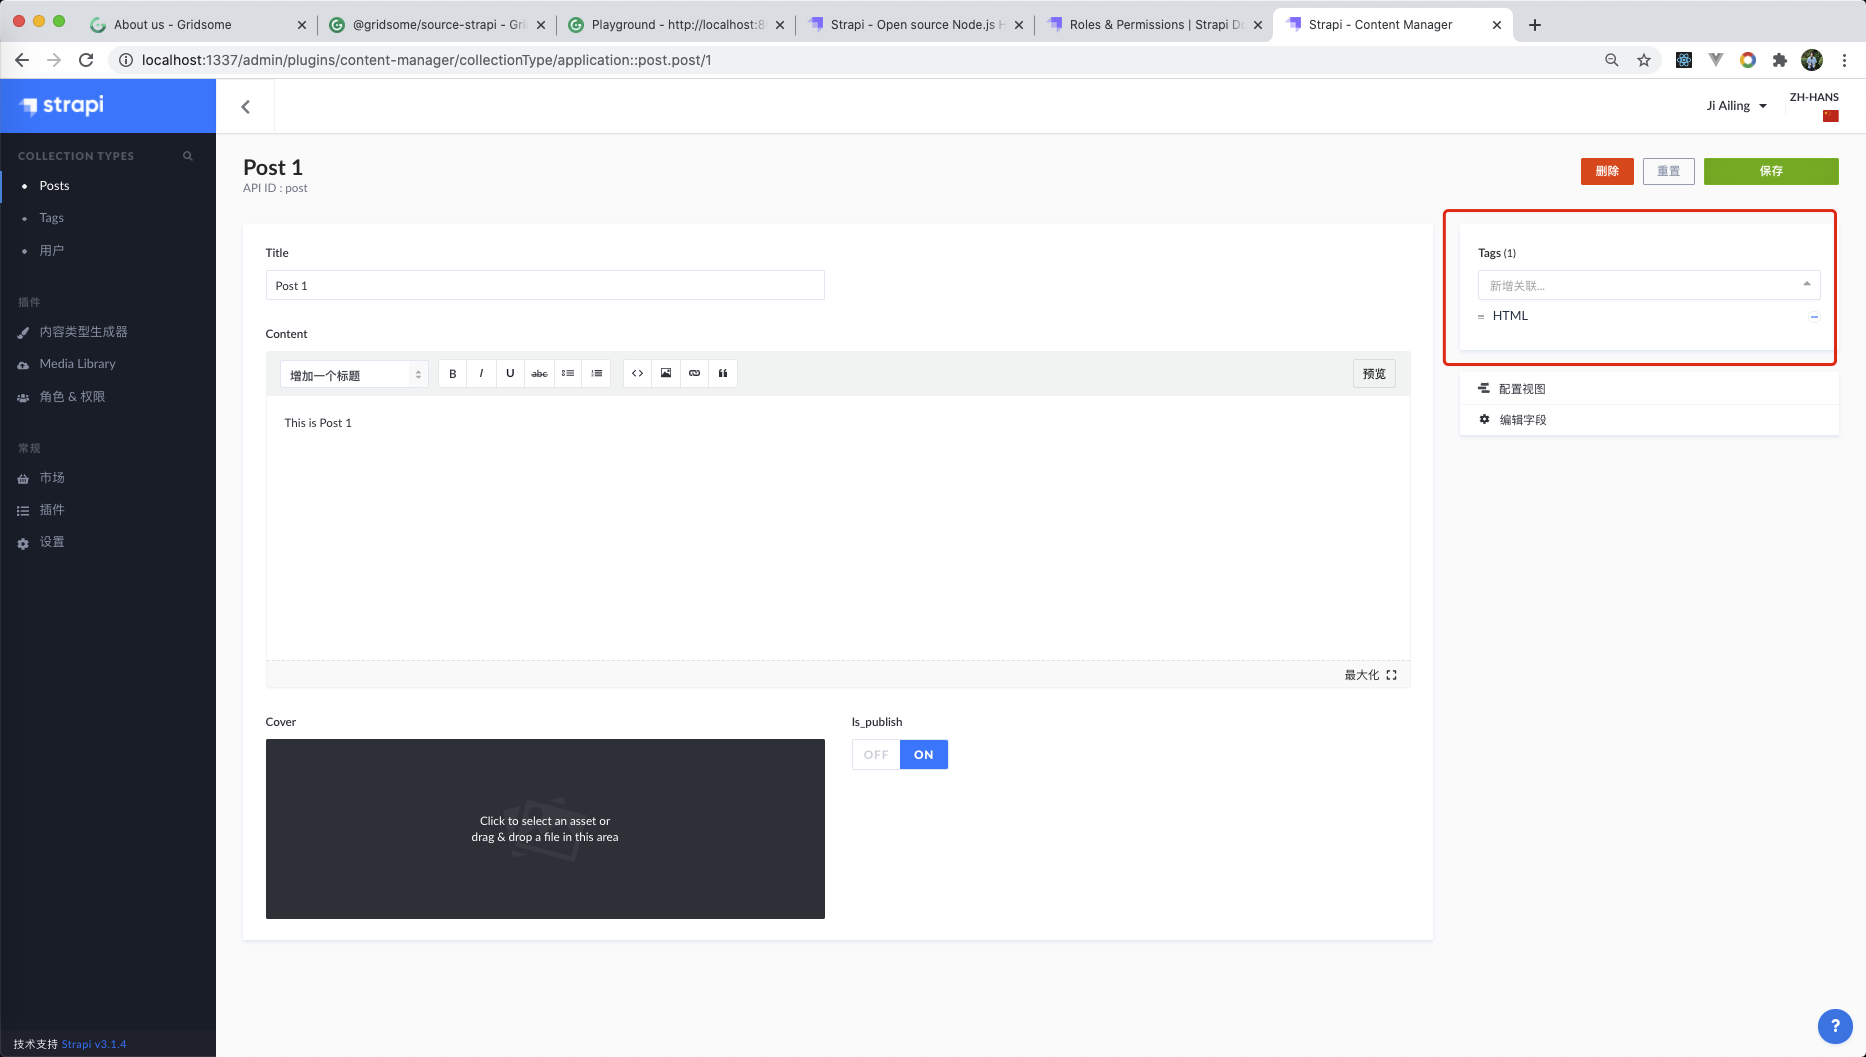 About us - Gridsome
@gridsome/source-strapi - Gri
Playground - http://localhost:8
Strapi - Open source Node.js H
Roles & Permissions | Strapi Do
Strapi - Content Manager
localhost:1337/admin/plugins/content-manager/collectionType/application::post.post/1
strapi
Ji Ailing
ZH-HANS
COLLECTION TYPES
Posts
Tags
用户
插件
内容类型生成器
Media Library
角色 & 权限
常规
市场
插件
设置
技术支持 Strapi v3.1.4
Post 1
API ID : post
删除
重置
保存
Title
Post 1
Content
增加一个标题
B
I
U
abc
预览
This is Post 1
最大化
Cover
Click to select an asset or
drag & drop a file in this area
Is_publish
OFF
ON
Tags (1)
新增关联...
HTML
配置视图
编辑字段
?